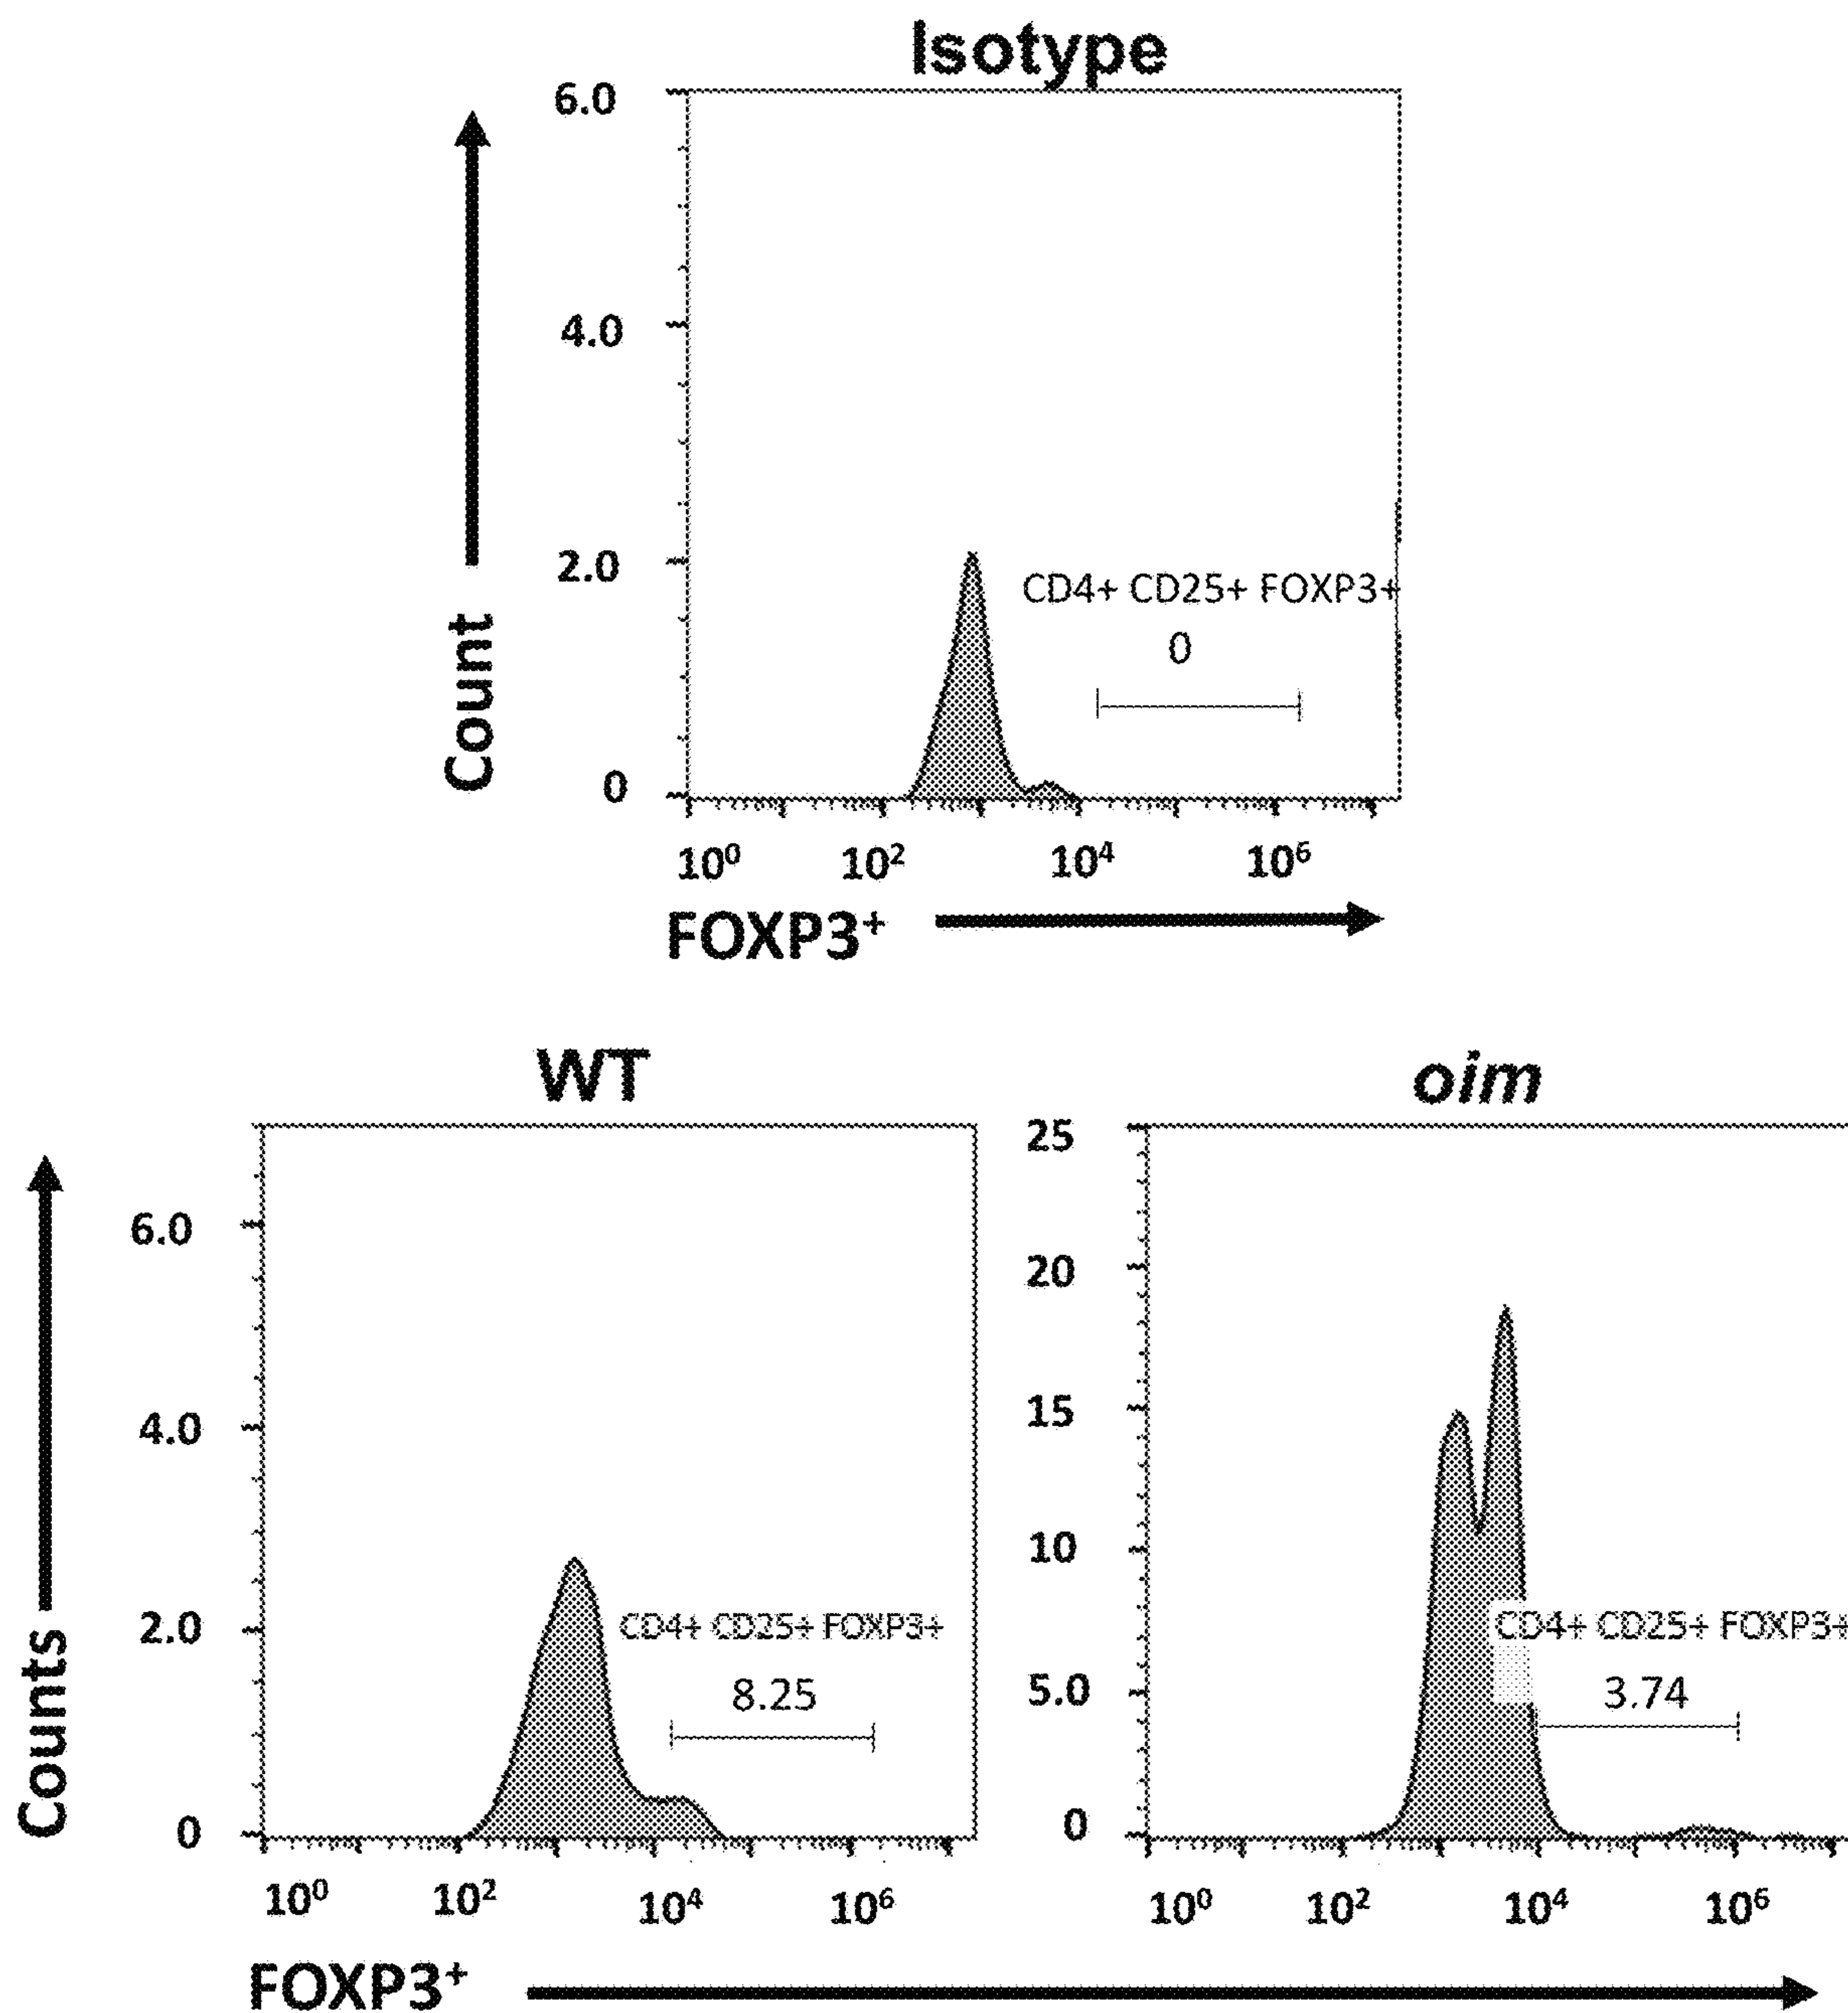 Isotype
6.0
4.0
2.0
0
Count
CD4+ CD25+ FOXP3+
0
10⁰ 10² 10⁴ 10⁶
FOXP3⁺
WT
6.0
4.0
2.0
0
Counts
CD4+ CD25+ FOXP3+
8.25
10⁰ 10² 10⁴ 10⁶
oim
25
20
15
10
5.0
0
CD4+ CD25+ FOXP3+
3.74
10⁰ 10² 10⁴ 10⁶
FOXP3⁺